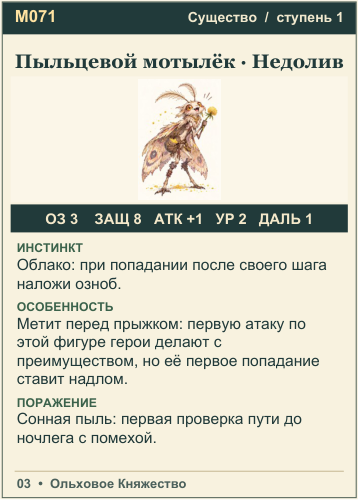 M071
Существо / ступень 1
Пыльцевой мотылёк · Недолив
ОЗ 3 ЗАЩ 8 АТК +1 УР 2 ДАЛЬ 1
ИНСТИНКТ
Облако: при попадании после своего шага
наложи озноб.
ОСОБЕННОСТЬ
Метит перед прыжком: первую атаку по
этой фигуре герои делают с
преимуществом, но её первое попадание
ставит надлом.
ПОРАЖЕНИЕ
Сонная пыль: первая проверка пути до
ночлега с помехой.
03 • Ольховое Княжество